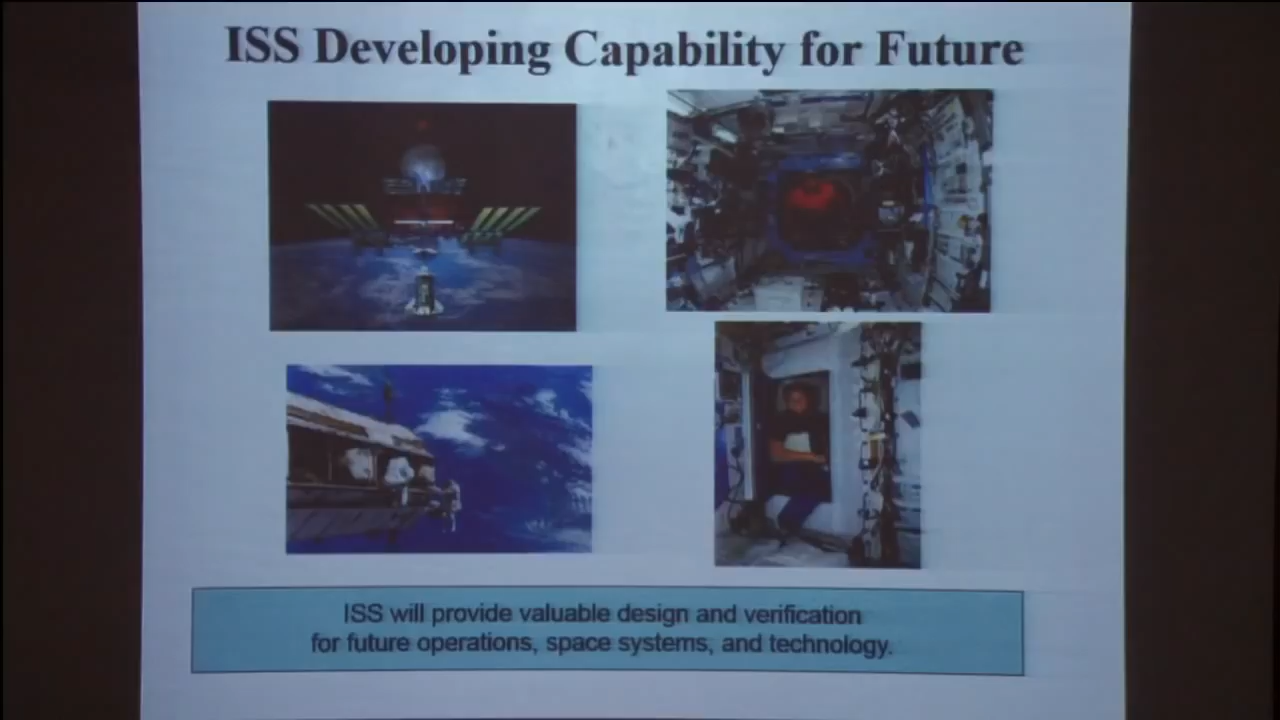 ISS Developing Capability for Future
ISS will provide valuable design and verification
for future operations, space systems, and technology.